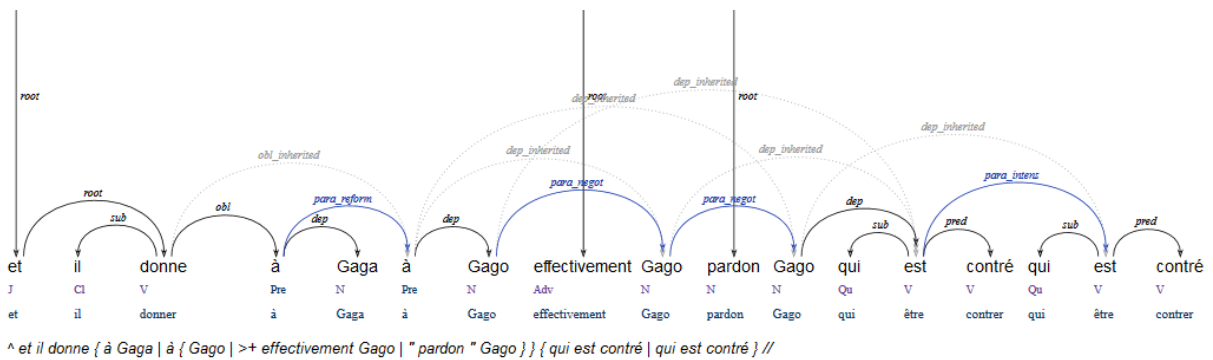 root root root
dep_inherited dep_inherited
dep_inherited
obl_inherited dep_inherited dep_inherited
para_negot para_intens
root obl para_reform para_negot dep
sub dep dep sub pred sub pred
et il donne à Gaga à Gago effectivement Gago pardon Gago qui est contré qui est contré
J Cl V Pre N Pre N Adv N N N Qu V V Qu V V
et il donner à Gaga à Gago effectivement Gago pardon Gago qui être contrer qui être contrer
^ et il donne { à Gaga | à { Gago | >+ effectivement Gago | " pardon " Gago } } { qui est contré | qui est contré } //